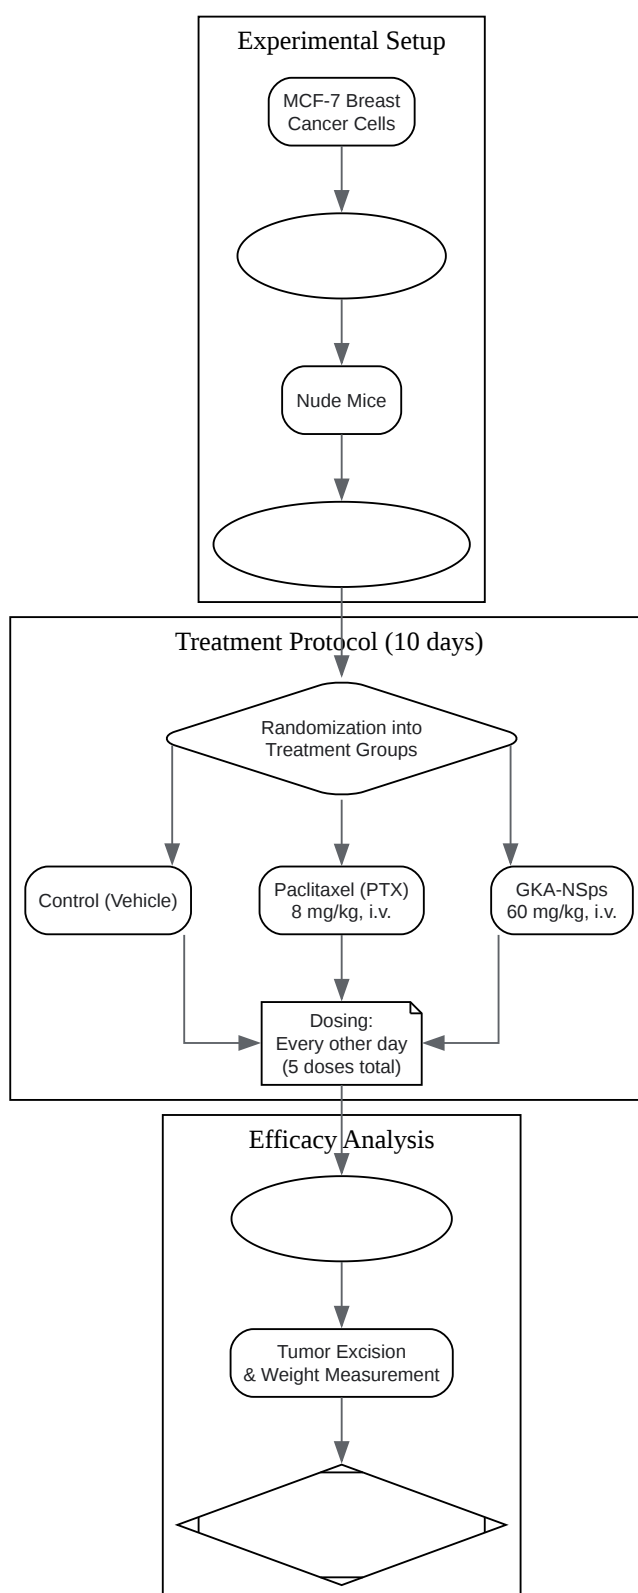 Experimental Setup
MCF-7 Breast
Cancer Cells
Nude Mice
Treatment Protocol (10 days)
Randomization into
Treatment Groups
Control (Vehicle)
Paclitaxel (PTX)
8 mg/kg, i.v.
GKA-NSps
60 mg/kg, i.v.
Dosing:
Every other day
(5 doses total)
Efficacy Analysis
Tumor Excision
& Weight Measurement